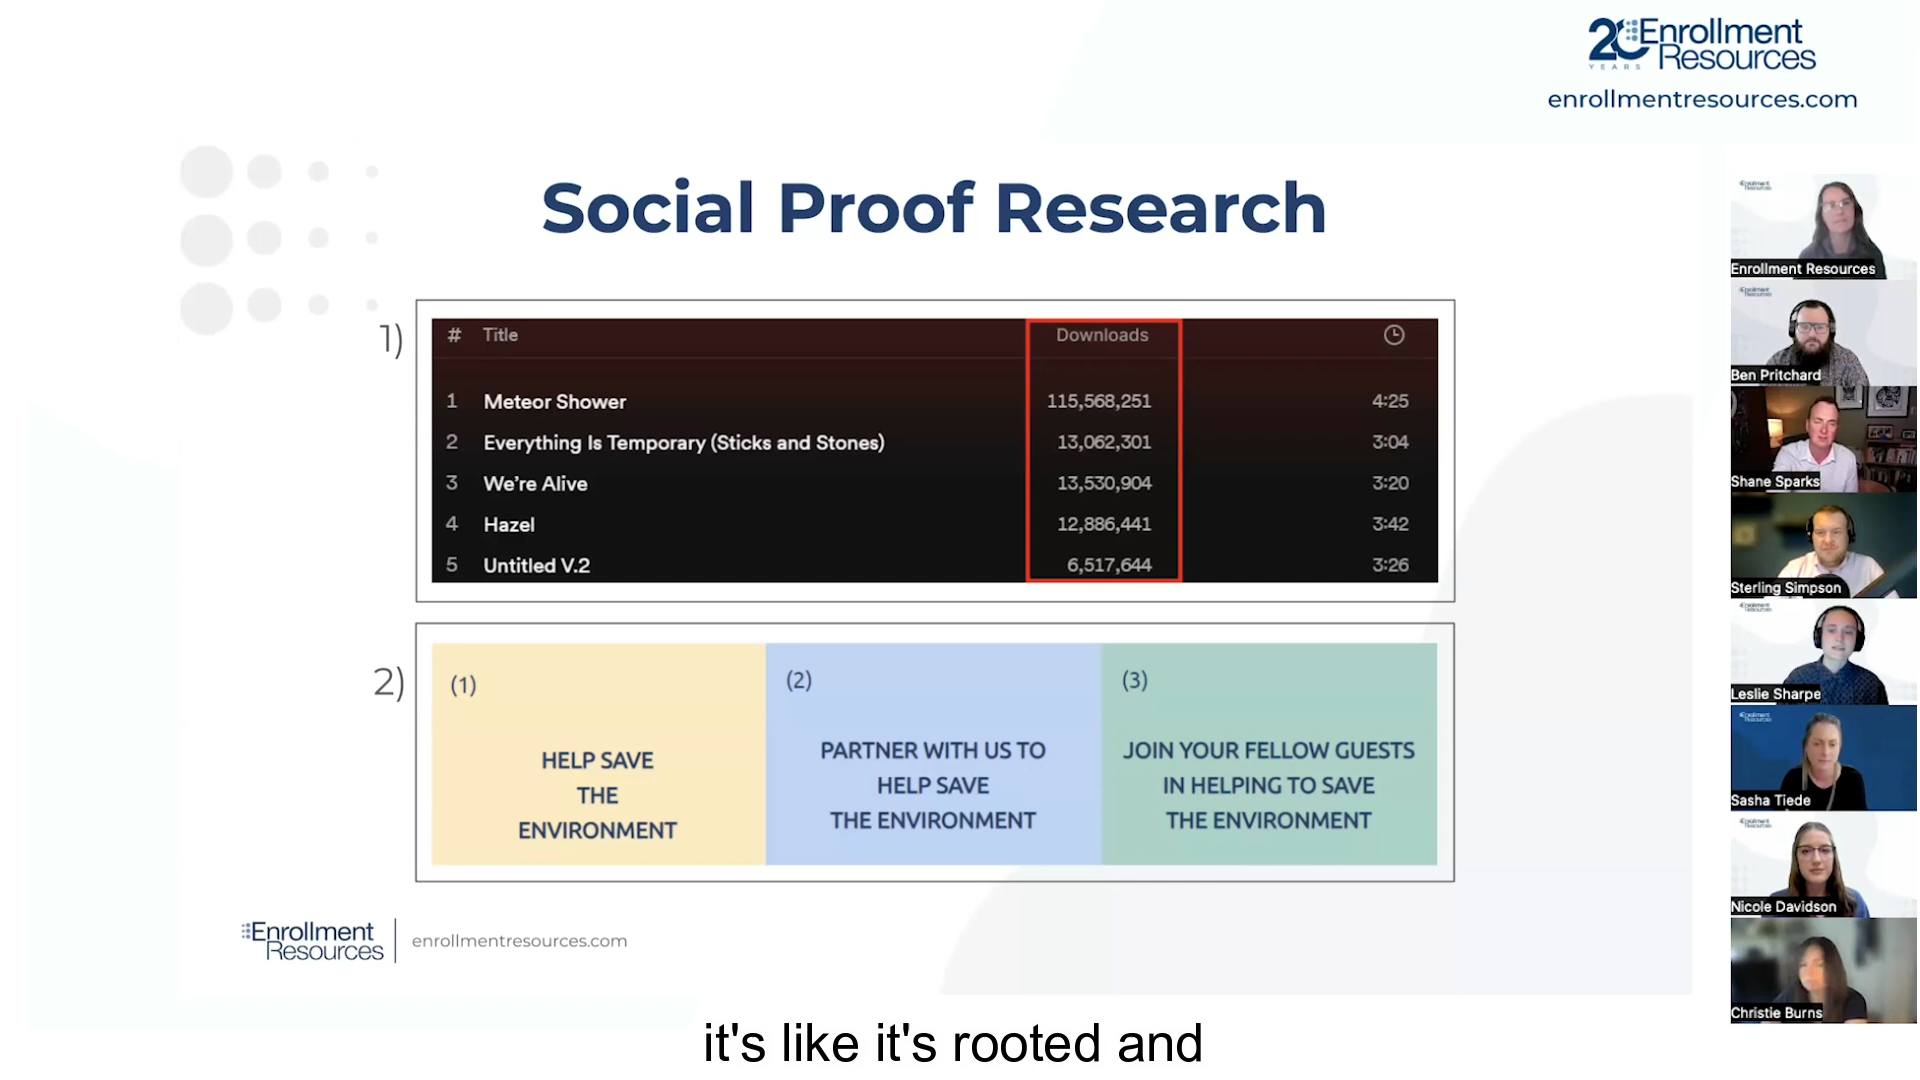 20 Enrollment
YEARS Resources
enrollmentresources.com
Social Proof Research
1)
# Title Downloads
1 Meteor Shower 115,568,251 4:25
2 Everything Is Temporary (Sticks and Stones) 13,062,301 3:04
3 We're Alive 13,530,904 3:20
4 Hazel 12,886,441 3:42
5 Untitled V.2 6,517,644 3:26
2)
(1)
HELP SAVE
THE
ENVIRONMENT
(2)
PARTNER WITH US TO
HELP SAVE
THE ENVIRONMENT
(3)
JOIN YOUR FELLOW GUESTS
IN HELPING TO SAVE
THE ENVIRONMENT
Enrollment
Resources
enrollmentresources.com
Enrollment Resources
Ben Pritchard
Shane Sparks
Sterling Simpson
Leslie Sharpe
Sasha Tiede
Nicole Davidson
Christie Burns
it's like it's rooted and